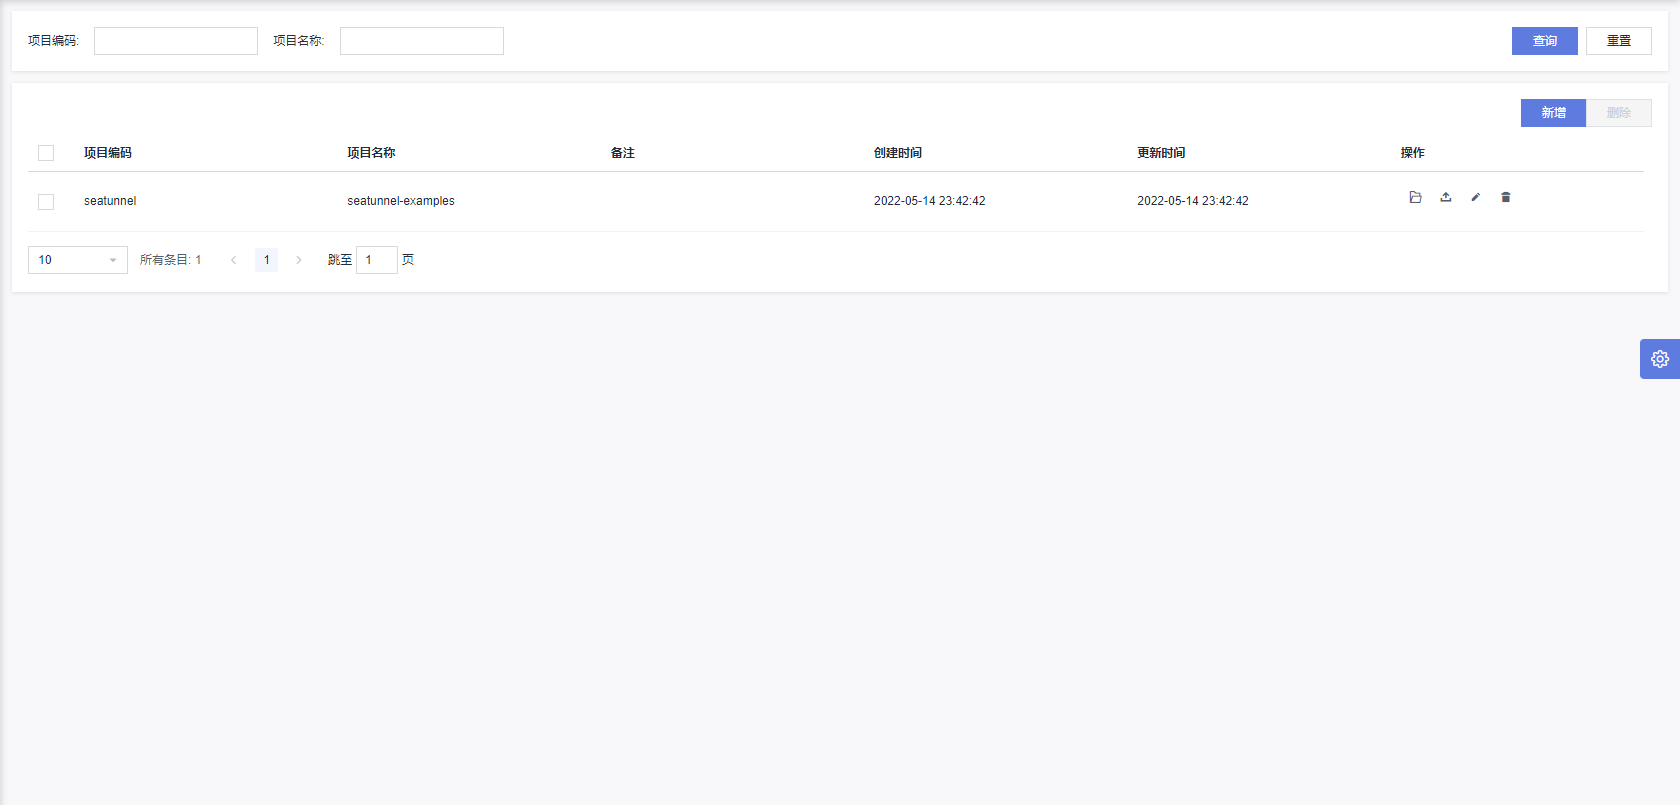 项目编码: 项目名称: 查询 重置
新增 删除
项目编码 项目名称 备注 创建时间 更新时间 操作
seatunnel seatunnel-examples 2022-05-14 23:42:42 2022-05-14 23:42:42
10 所有条目: 1 1 跳至 1 页